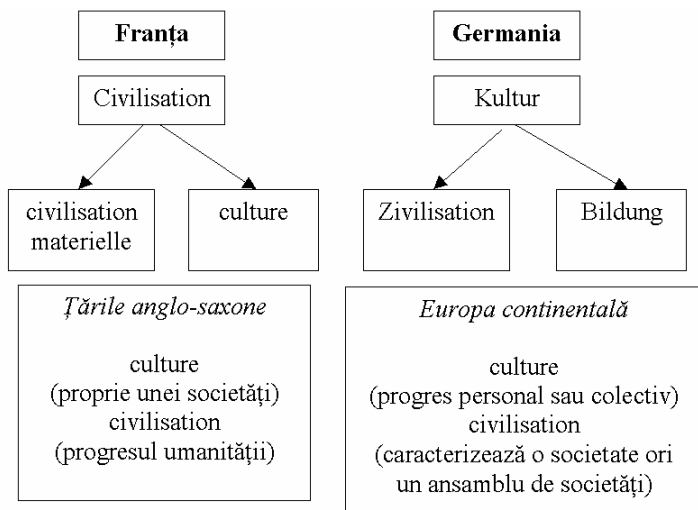 Franța
Germania
Civilisation
Kultur
civilisation
materielle
culture
Zivilisation
Bildung
Țările anglo-saxone
culture
(proprie unei societăți)
civilisation
(progresul umanității)
Europa continentală
culture
(progres personal sau colectiv)
civilisation
(caracterizează o societate ori
un ansamblu de societăți)